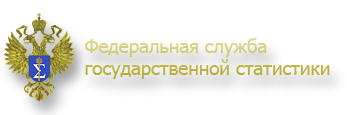 Федеральная служба
государственной статистики
Σ